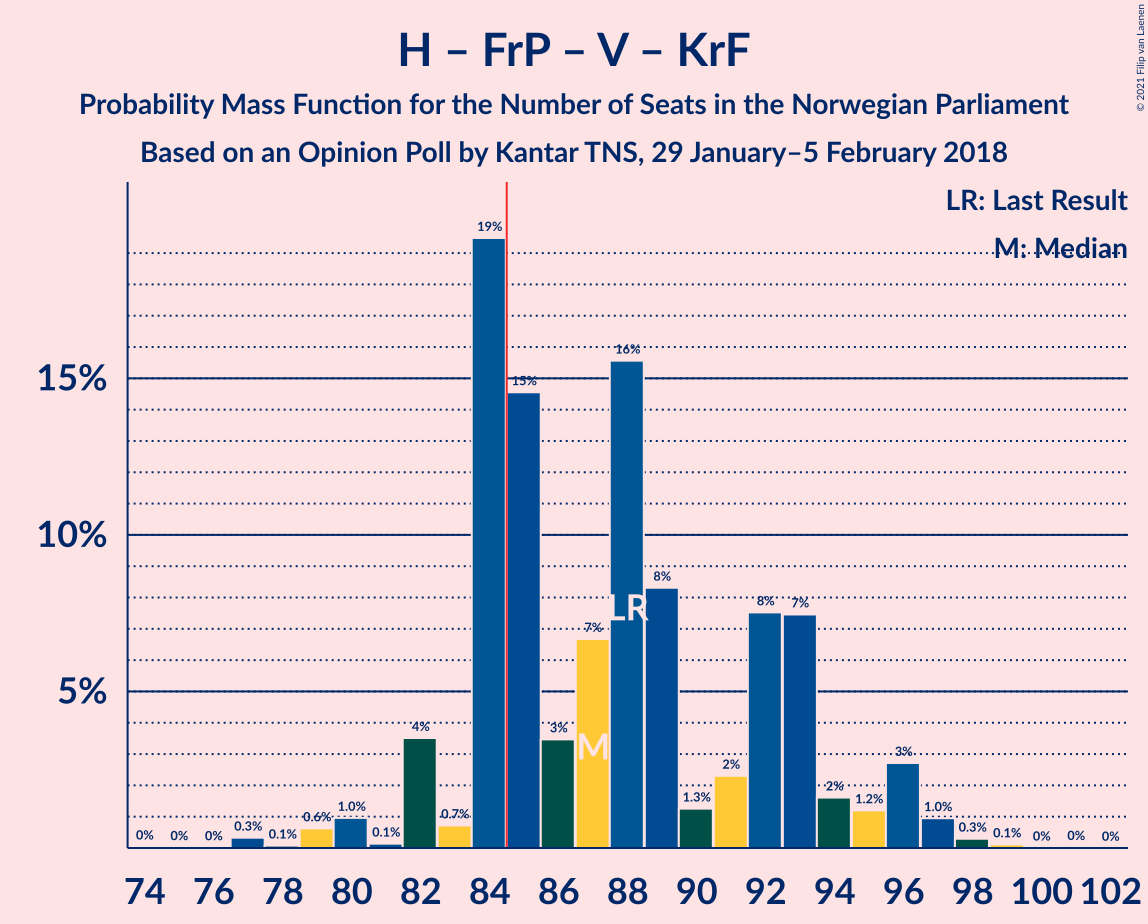 H – FrP – V – KrF
Probability Mass Function for the Number of Seats in the Norwegian Parliament
Based on an Opinion Poll by Kantar TNS, 29 January–5 February 2018
© 2021 Filip van Laenen
LR: Last Result
M: Median
15%
10%
5%
0% 0% 0% 0.3% 0.1% 0.6% 1.0% 0.1% 4% 0.7% 19% 15% 3% 7% 16% 8% 1.3% 2% 8% 7% 2% 1.2% 3% 1.0% 0.3% 0.1% 0% 0% 0%
LR
M
74 76 78 80 82 84 86 88 90 92 94 96 98 100 102